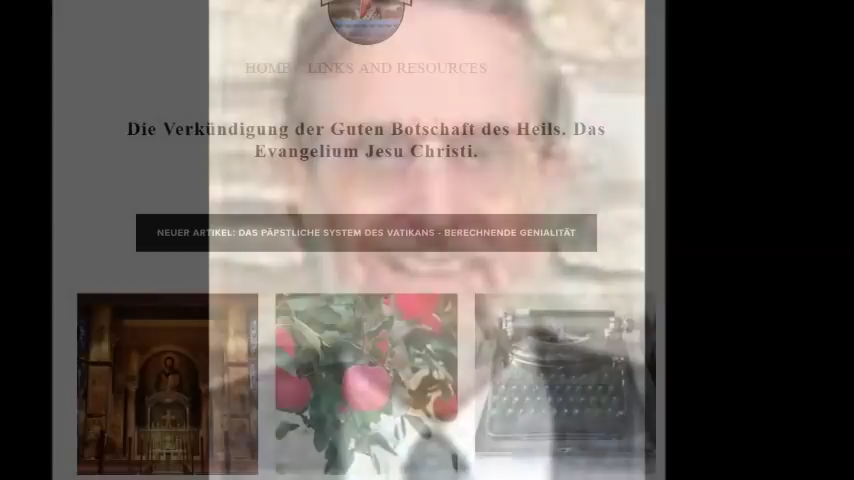 HOME LINKS AND RESOURCES
Die Verkündigung der Guten Botschaft des Heils. Das
Evangelium Jesu Christi.
NEUER ARTIKEL: DAS PÄPSTLICHE SYSTEM DES VATIKANS - BERECHNENDE GENIALITÄT